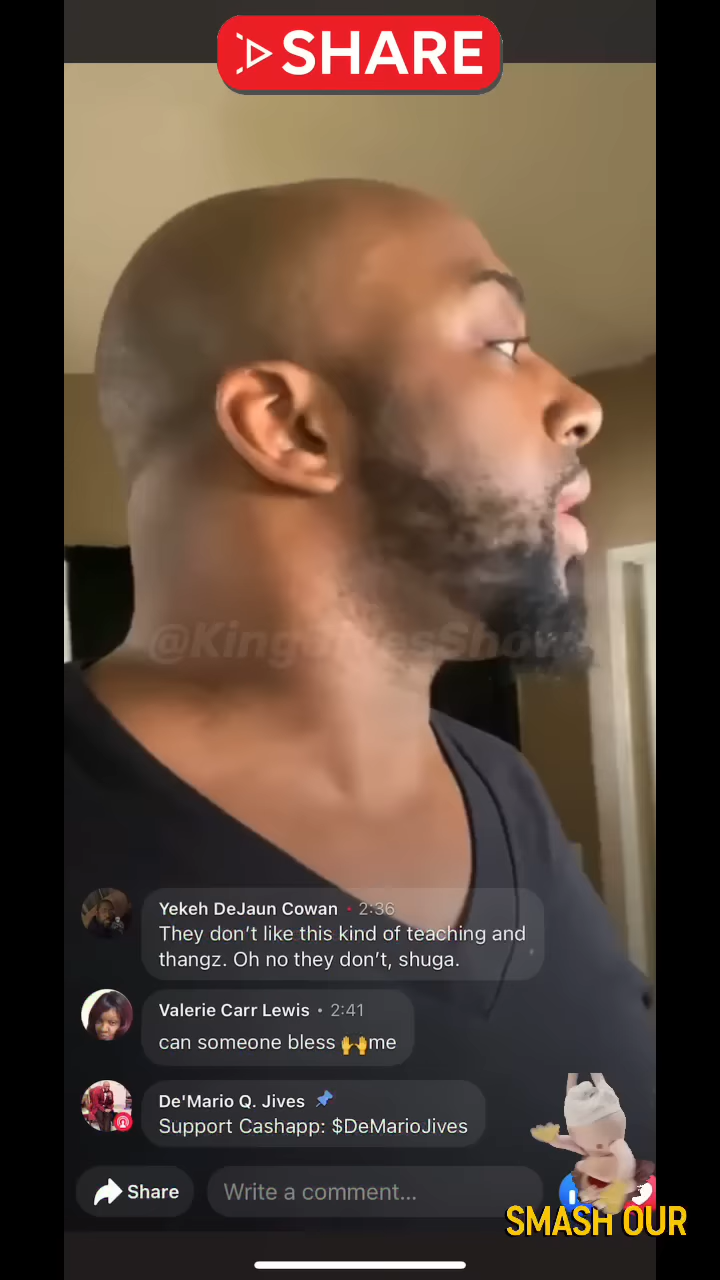 SHARE
@KingJivesShow
Yekeh DeJaun Cowan • 2:36
They don’t like this kind of teaching and
thangz. Oh no they don’t, shuga.
Valerie Carr Lewis • 2:41
can someone bless 🙌me
De'Mario Q. Jives 📌
Support Cashapp: $DeMarioJives
Share
Write a comment...
SMASH OUR